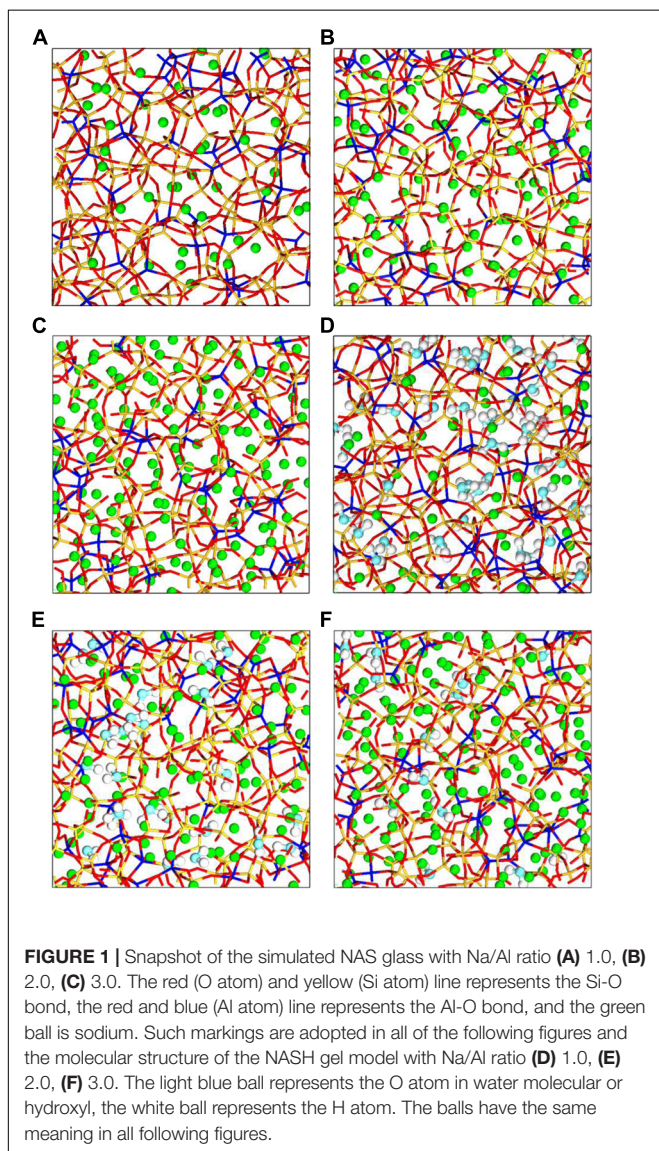 A
B
C
D
E
F
FIGURE 1 | Snapshot of the simulated NAS glass with Na/Al ratio (A) 1.0, (B)
2.0, (C) 3.0. The red (O atom) and yellow (Si atom) line represents the Si-O
bond, the red and blue (Al atom) line represents the Al-O bond, and the green
ball is sodium. Such markings are adopted in all of the following figures and
the molecular structure of the NASH gel model with Na/Al ratio (D) 1.0, (E)
2.0, (F) 3.0. The light blue ball represents the O atom in water molecular or
hydroxyl, the white ball represents the H atom. The balls have the same
meaning in all following figures.